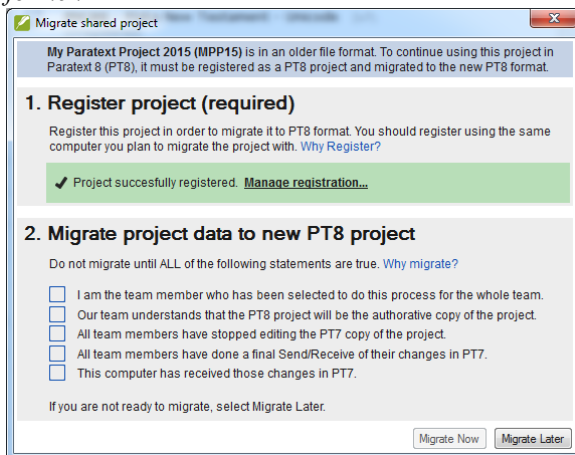 Migrate shared project
My Paratext Project 2015 (MPP15) is in an older file format. To continue using this project in
Paratext 8 (PT8), it must be registered as a PT8 project and migrated to the new PT8 format.
1. Register project (required)
Register this project in order to migrate it to PT8 format. You should register using the same
computer you plan to migrate the project with. Why Register?
Project succesfully registered. Manage registration...
2. Migrate project data to new PT8 project
Do not migrate until ALL of the following statements are true. Why migrate?
I am the team member who has been selected to do this process for the whole team.
Our team understands that the PT8 project will be the authorative copy of the project.
All team members have stopped editing the PT7 copy of the project.
All team members have done a final Send/Receive of their changes in PT7.
This computer has received those changes in PT7.
If you are not ready to migrate, select Migrate Later.
Migrate Now Migrate Later